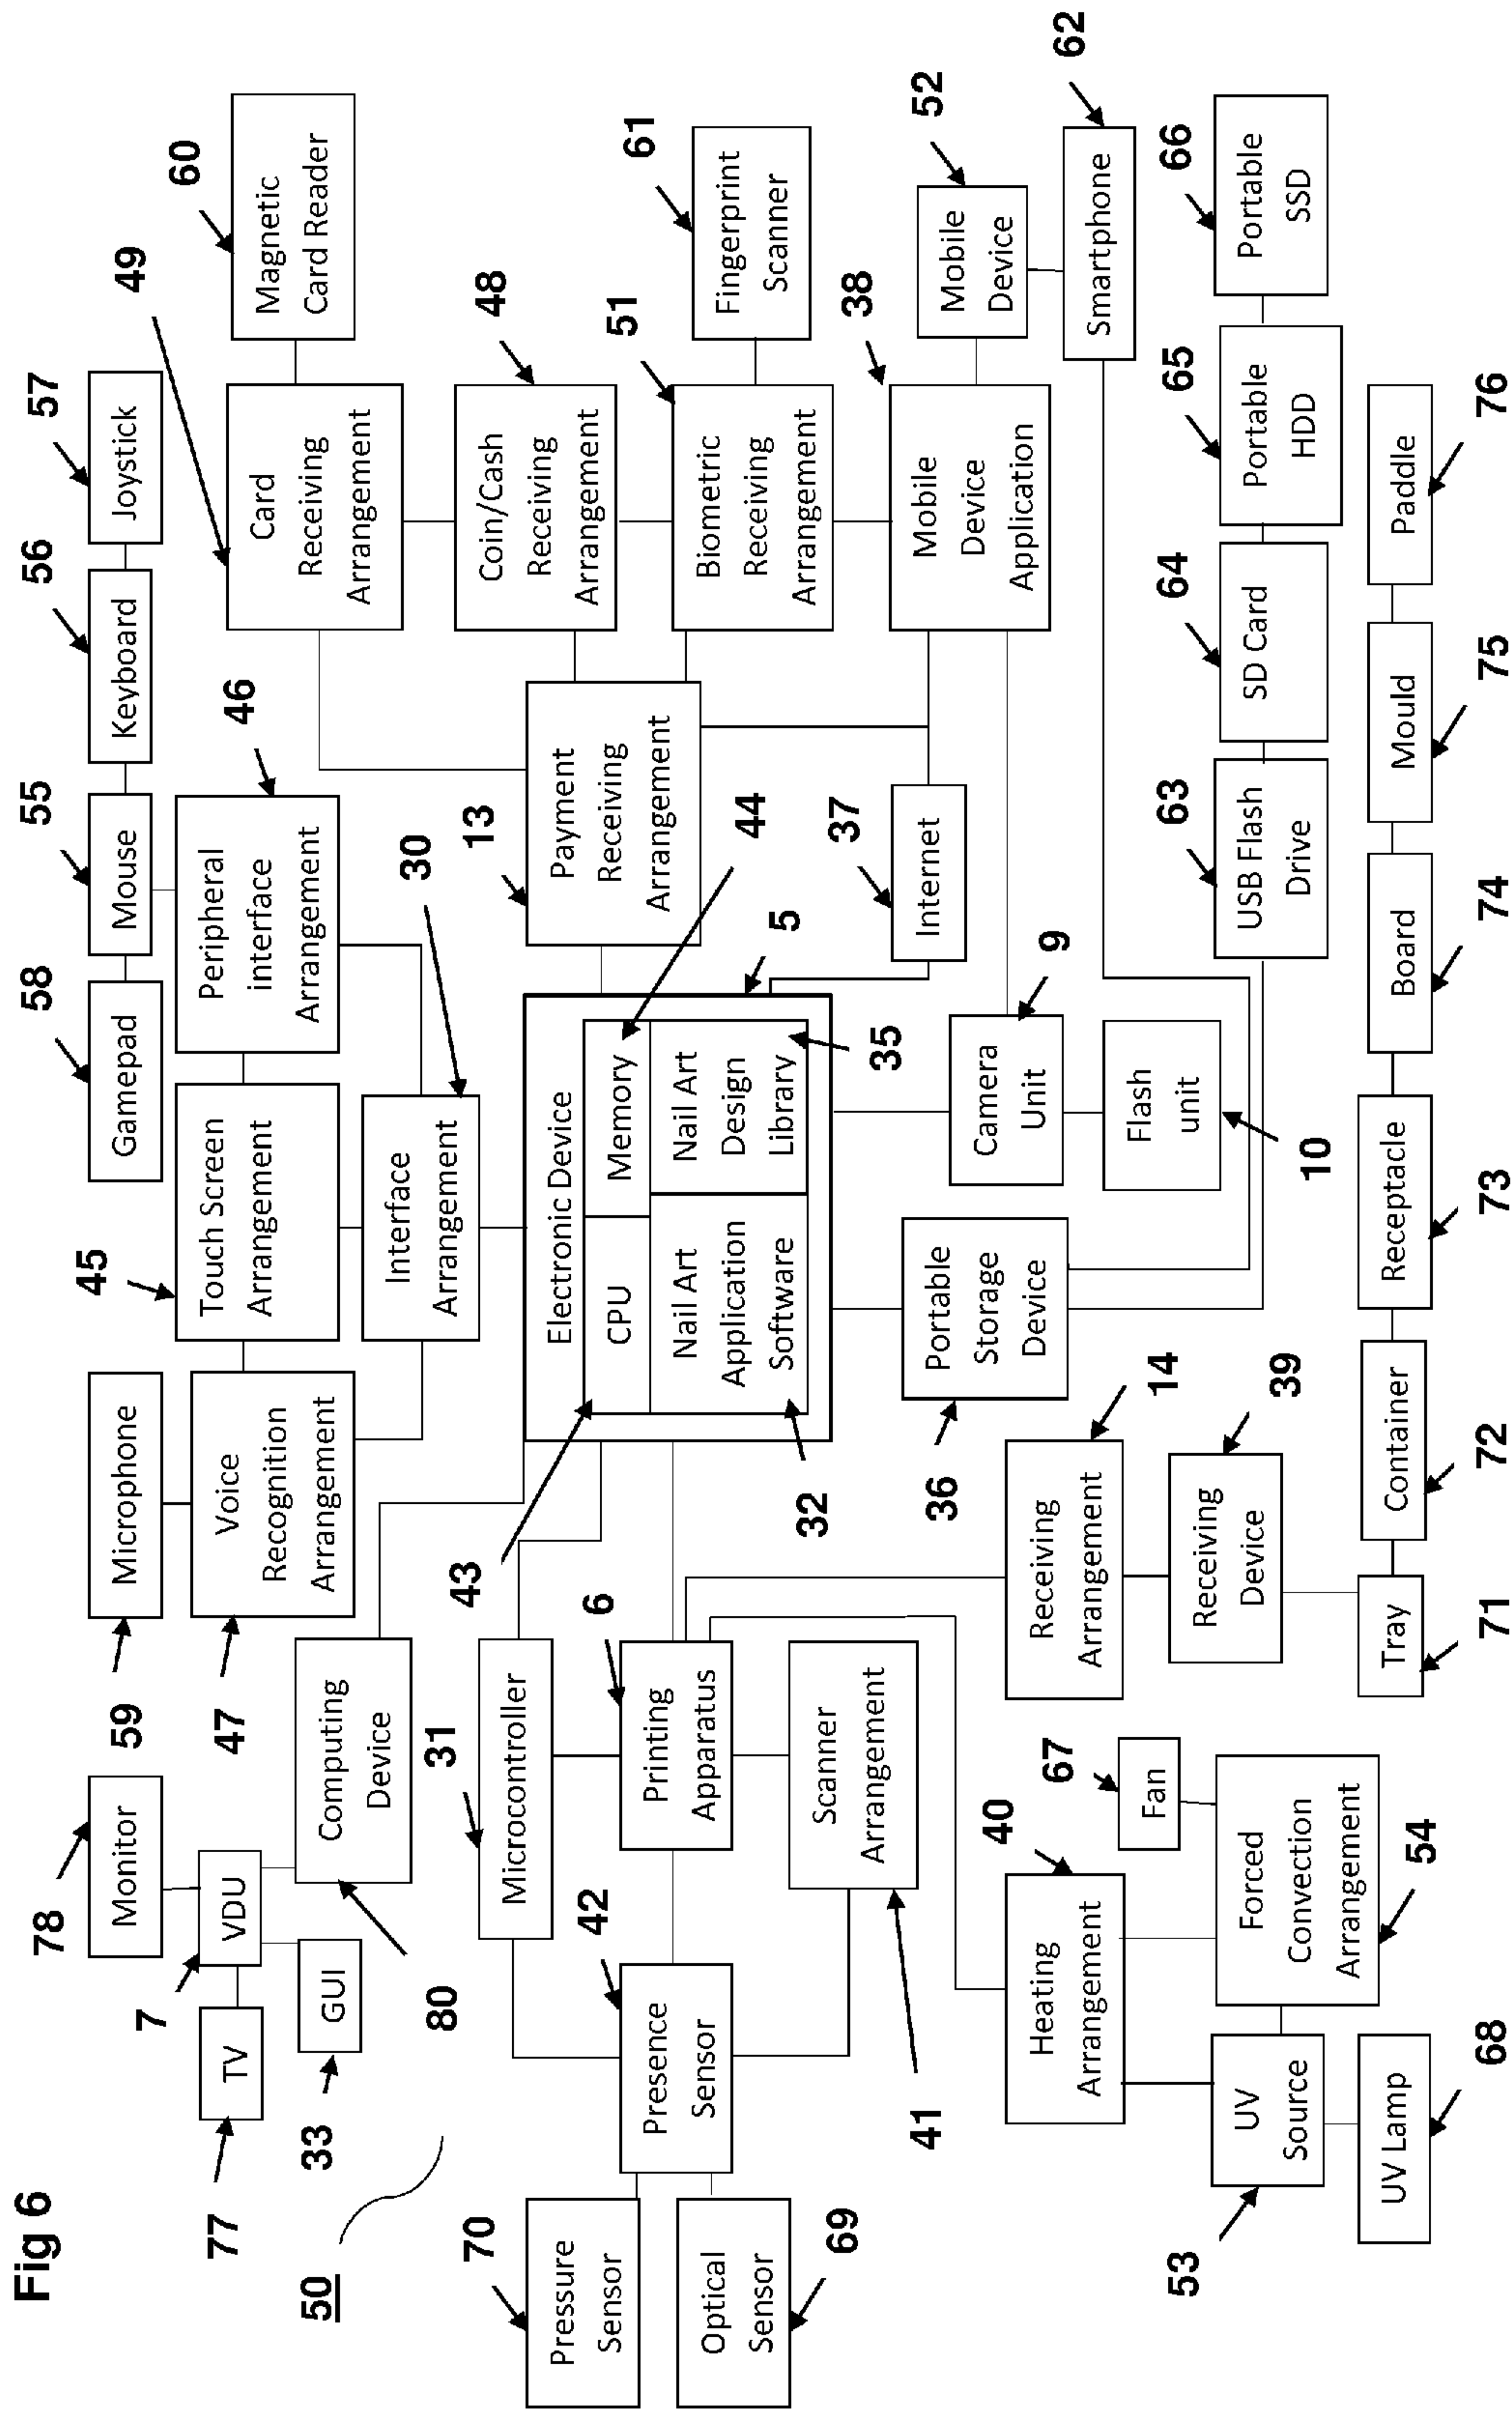 Fig 6
50
77
TV
7
VDU
78
Monitor
33
GUI
80
Computing
Device
59
Microphone
47
Voice
Recognition
Arrangement
45
Touch Screen
Arrangement
58
Gamepad
55
Mouse
56
Keyboard
57
Joystick
46
Peripheral
interface
Arrangement
30
Interface
Arrangement
49
Card
Receiving
Arrangement
60
Magnetic
Card Reader
48
Coin/Cash
Receiving
Arrangement
13
Payment
Receiving
Arrangement
51
Biometric
Receiving
Arrangement
61
Fingerprint
Scanner
38
Mobile
Device
Application
52
Mobile
Device
62
Smartphone
37
Internet
44
5
Electronic Device
CPU
Memory
Nail Art
Application
Software
Nail Art
Design
Library
43
32
35
31
Microcontroller
6
Printing
Apparatus
42
Presence
Sensor
70
Pressure
Sensor
69
Optical
Sensor
41
Scanner
Arrangement
9
Camera
Unit
10
Flash
unit
36
Portable
Storage
Device
14
Receiving
Arrangement
39
Receiving
Device
40
Heating
Arrangement
67
Fan
54
Forced
Convection
Arrangement
53
UV
Source
68
UV Lamp
63
USB Flash
Drive
64
SD Card
65
Portable
HDD
66
Portable
SSD
71
Tray
72
Container
73
Receptacle
74
Board
75
Mould
76
Paddle